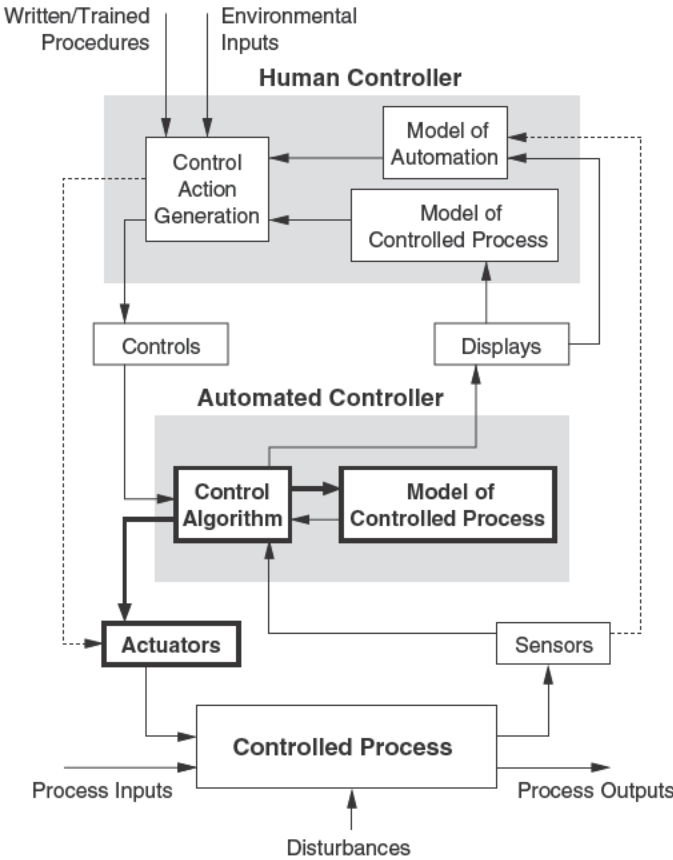 Written/Trained
Procedures
Environmental
Inputs
Human Controller
Control
Action
Generation
Model of
Automation
Model of
Controlled Process
Controls
Displays
Automated Controller
Control
Algorithm
Model of
Controlled Process
Actuators
Sensors
Controlled Process
Process Inputs
Process Outputs
Disturbances